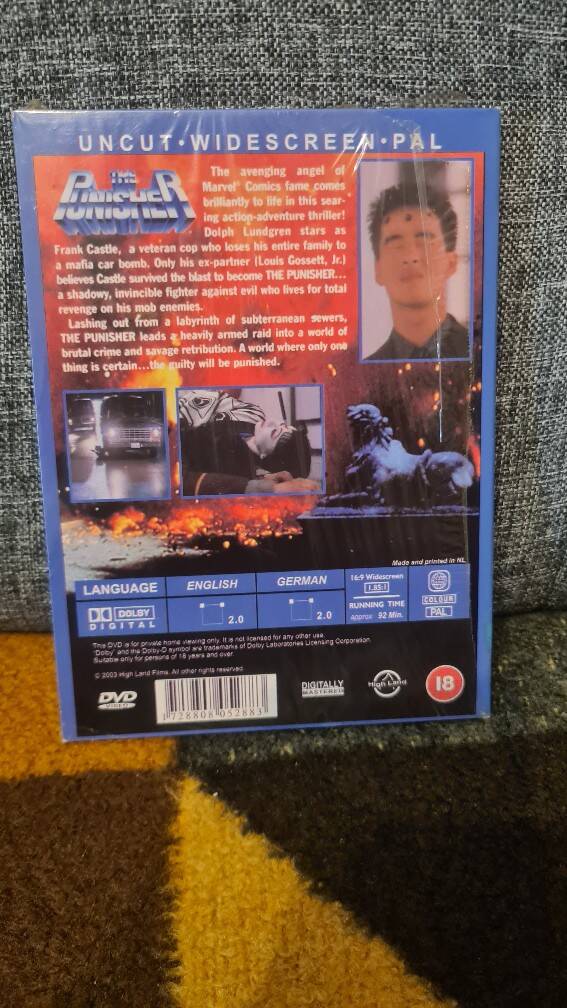 UNCUT·WIDESCREEN·PAL
THE
PUNISHER
The avenging angel of
Marvel® Comics fame comes
brilliantly to life in this sear-
ing action-adventure thriller!
Dolph Lundgren stars as
Frank Castle, a veteran cop who loses his entire family to
a mafia car bomb. Only his ex-partner (Louis Gossett, Jr.)
believes Castle survived the blast to become THE PUNISHER...
a shadowy, invincible fighter against evil who lives for total
revenge on his mob enemies.
Lashing out from a labyrinth of subterranean sewers,
THE PUNISHER leads a heavily armed raid into a world of
brutal crime and savage retribution. A world where only one
thing is certain...the guilty will be punished.
Made and printed in NL.
LANGUAGE ENGLISH GERMAN
DOLBY
DIGITAL
2.0 2.0
16:9 Widescreen
1.85:1
RUNNING TIME
approx 92 Min.
COLOUR
PAL
This DVD is for private home viewing only. It is not licensed for any other use.
"Dolby" and the Dolby-D symbol are trademarks of Dolby Laboratories Licensing Corporation.
Suitable only for persons of 18 years and over.
© 2003 High Land Films. All other rights reserved.
DVD
VIDEO
1728808052883
DIGITALLY
MASTERED
High Land
18